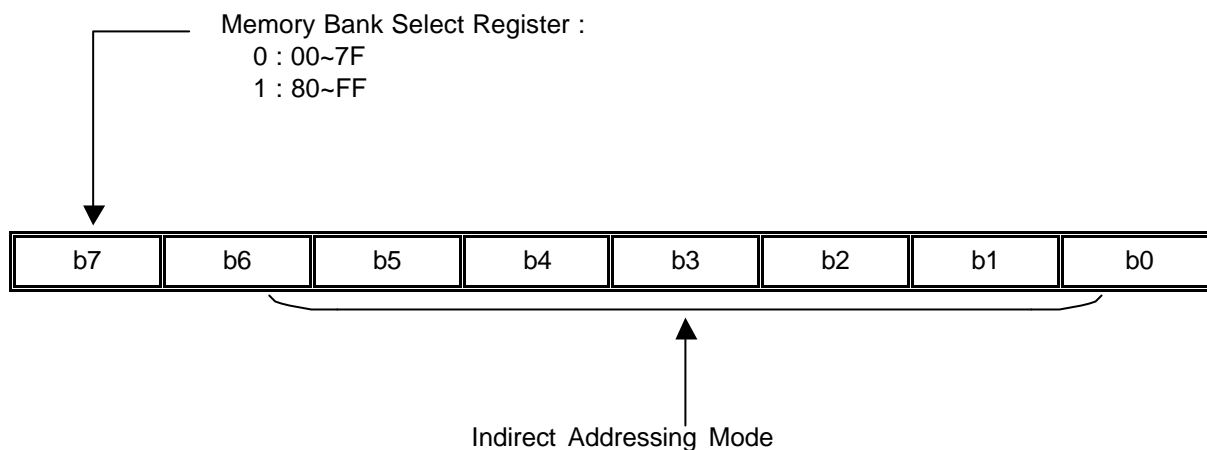 Memory Bank Select Register :
0 : 00~7F
1 : 80~FF
b7 b6 b5 b4 b3 b2 b1 b0
Indirect Addressing Mode